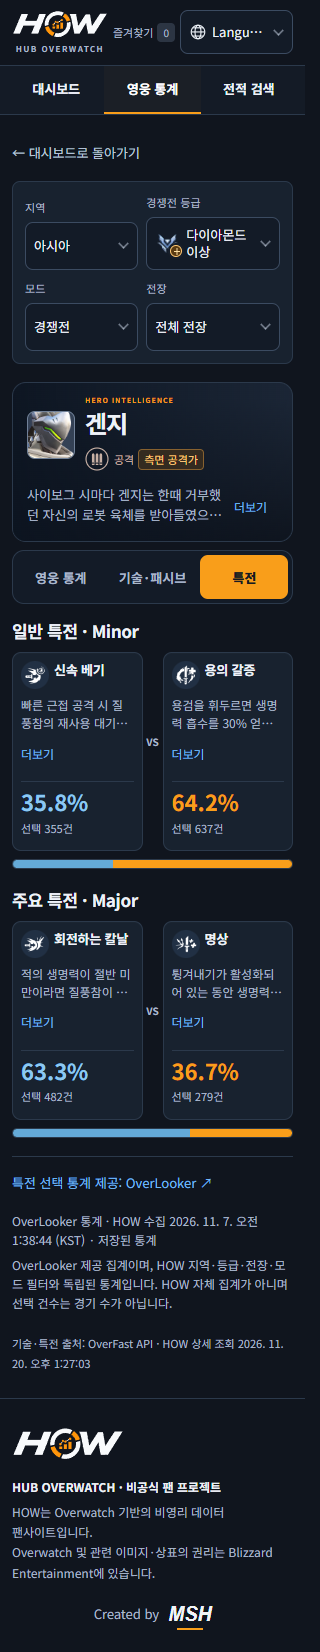 HOW
HUB OVERWATCH
즐겨찾기 0
Langu…
대시보드
영웅 통계
전적 검색
← 대시보드로 돌아가기
지역
경쟁전 등급
아시아
다이아몬드
이상
모드
전장
경쟁전
전체 전장
HERO INTELLIGENCE
겐지
공격 측면 공격가
사이보그 시마다 겐지는 한때 거부했
던 자신의 로봇 육체를 받아들였으…
더보기
영웅 통계
기술·패시브
특전
일반 특전 · Minor
신속 베기
빠른 근접 공격 시 질
풍참의 재사용 대기…
더보기
35.8%
선택 355건
VS
용의 갈증
용검을 휘두르면 생명
력 흡수를 30% 얻…
더보기
64.2%
선택 637건
주요 특전 · Major
회전하는 칼날
적의 생명력이 절반 미
만이라면 질풍참이 …
더보기
63.3%
선택 482건
VS
명상
튕겨내기가 활성화되
어 있는 동안 생명력…
더보기
36.7%
선택 279건
특전 선택 통계 제공: OverLooker ↗
OverLooker 통계 · HOW 수집 2026. 11. 7. 오전
1:38:44 (KST) · 저장된 통계
OverLooker 제공 집계이며, HOW 지역·등급·전장·모
드 필터와 독립된 통계입니다. HOW 자체 집계가 아니며
선택 건수는 경기 수가 아닙니다.
기술·특전 출처: OverFast API · HOW 상세 조회 2026. 11.
20. 오후 1:27:03
HOW
HUB OVERWATCH · 비공식 팬 프로젝트
HOW는 Overwatch 기반의 비영리 데이터
팬사이트입니다.
Overwatch 및 관련 이미지·상표의 권리는 Blizzard
Entertainment에 있습니다.
Created by MSH